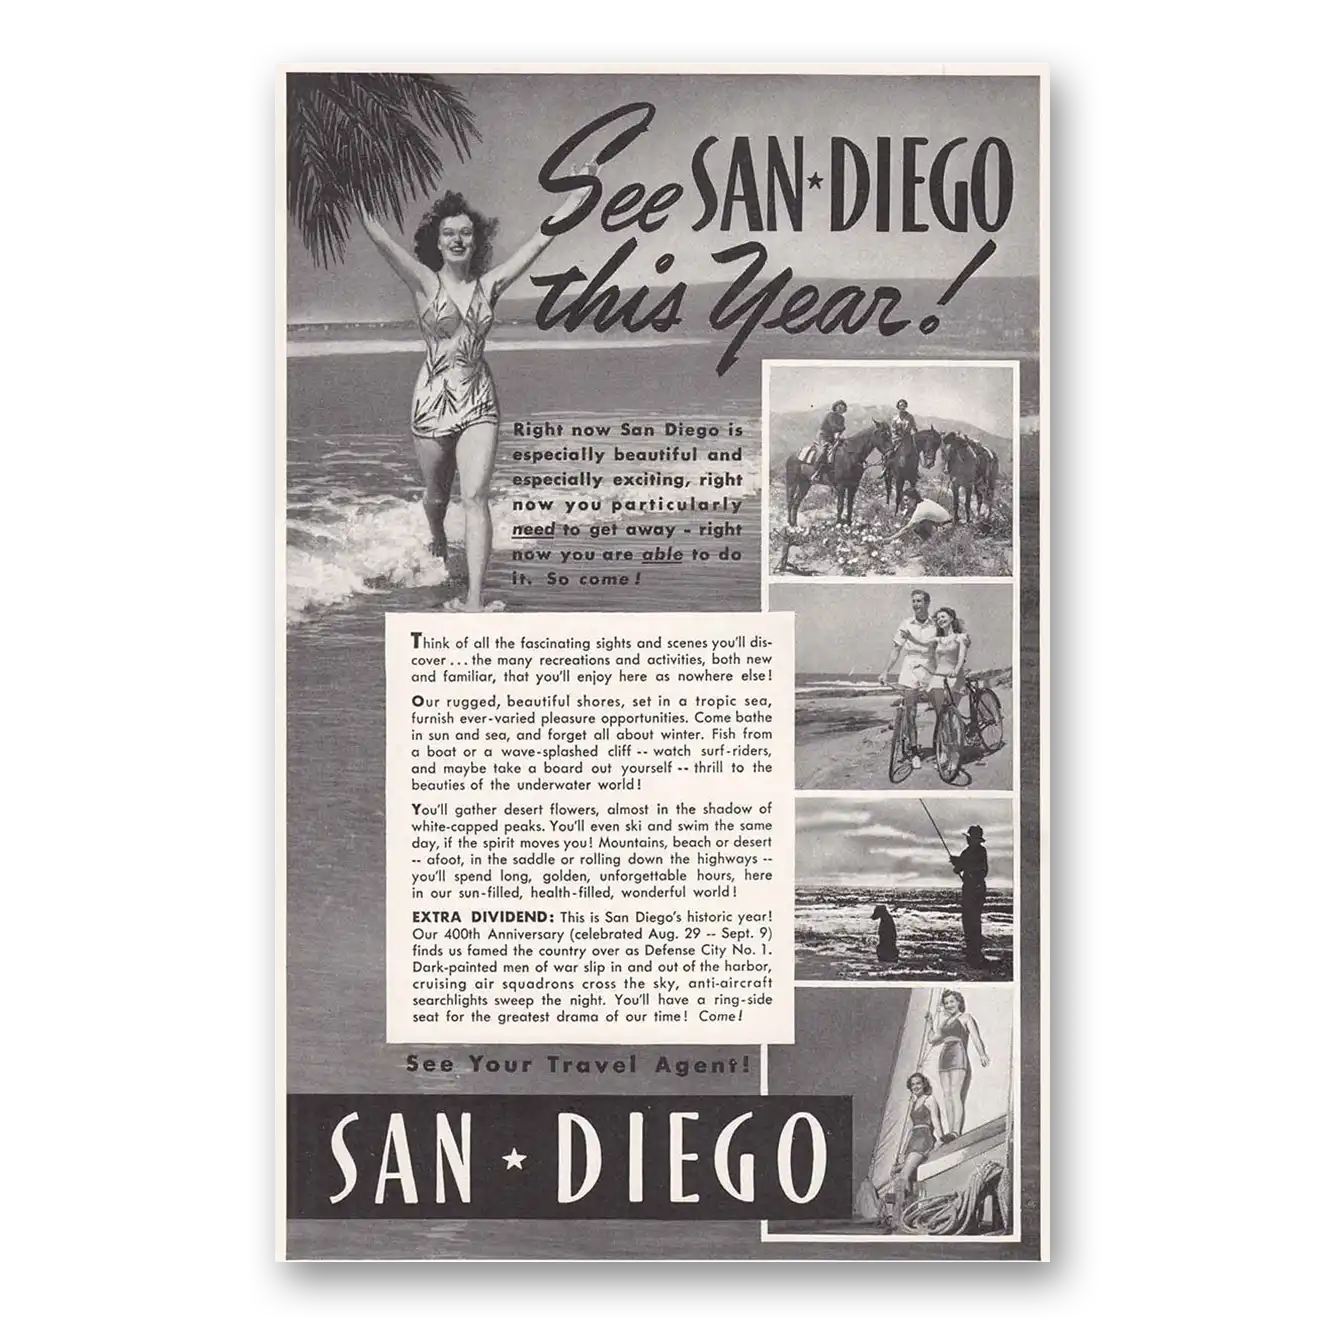 See SAN★DIEGO
this Year!
Right now San Diego is
especially beautiful and
especially exciting, right
now you particularly
need to get away - right
now you are able to do
it. So come!
Think of all the fascinating sights and scenes you'll dis-
cover ... the many recreations and activities, both new
and familiar, that you'll enjoy here as nowhere else!
Our rugged, beautiful shores, set in a tropic sea,
furnish ever-varied pleasure opportunities. Come bathe
in sun and sea, and forget all about winter. Fish from
a boat or a wave-splashed cliff -- watch surf-riders,
and maybe take a board out yourself -- thrill to the
beauties of the underwater world!
You'll gather desert flowers, almost in the shadow of
white-capped peaks. You'll even ski and swim the same
day, if the spirit moves you! Mountains, beach or desert
-- afoot, in the saddle or rolling down the highways --
you'll spend long, golden, unforgettable hours, here
in our sun-filled, health-filled, wonderful world!
EXTRA DIVIDEND: This is San Diego's historic year!
Our 400th Anniversary (celebrated Aug. 29 -- Sept. 9)
finds us famed the country over as Defense City No. 1.
Dark-painted men of war slip in and out of the harbor,
cruising air squadrons cross the sky, anti-aircraft
searchlights sweep the night. You'll have a ring-side
seat for the greatest drama of our time! Come!
See Your Travel Agent!
SAN ★ DIEGO